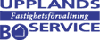 UPPLANDS
Fastighetsförvaltning
BOSERVICE